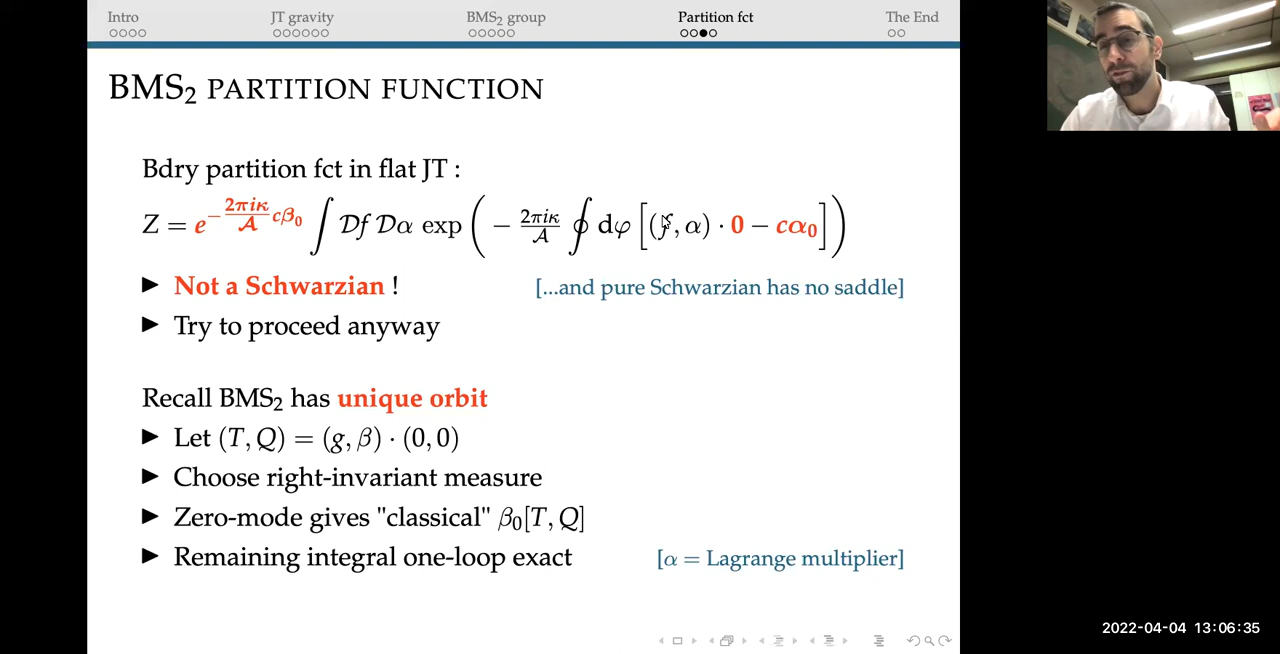 Intro JT gravity BMS₂ group Partition fct The End
BMS₂ PARTITION FUNCTION
Bdry partition fct in flat JT :
Z = e^{-\frac{2πiκ}{𝒜} cβ₀} ∫ 𝒟f 𝒟α exp ( − \frac{2πiκ}{𝒜} ∮ dφ [(f, α) · 0 − cα₀] )
▶ Not a Schwarzian ! [...and pure Schwarzian has no saddle]
▶ Try to proceed anyway
Recall BMS₂ has unique orbit
▶ Let (T, Q) = (g, β) · (0, 0)
▶ Choose right-invariant measure
▶ Zero-mode gives "classical" β₀[T, Q]
▶ Remaining integral one-loop exact [α = Lagrange multiplier]
2022-04-04 13:06:35